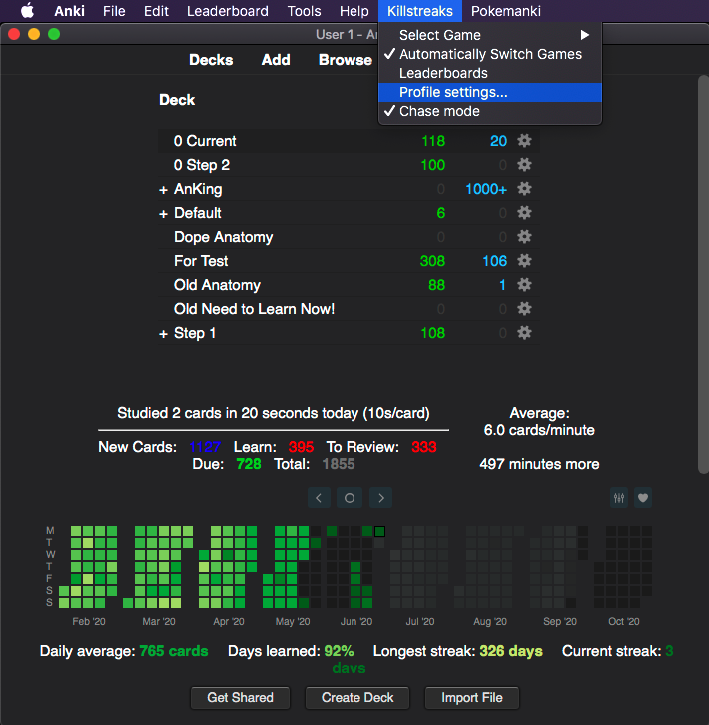 Anki File Edit Leaderboard Tools Help Killstreaks Pokemanki
User 1 - An
Select Game
Automatically Switch Games
Leaderboards
Profile settings...
Chase mode
Decks Add Browse
Deck
0 Current 118 20
0 Step 2 100 0
+ AnKing 0 1000+
+ Default 6 0
Dope Anatomy 0 0
For Test 308 106
Old Anatomy 88 1
Old Need to Learn Now! 0 0
+ Step 1 108 0
Studied 2 cards in 20 seconds today (10s/card)
New Cards: 1127 Learn: 395 To Review: 333
Due: 728 Total: 1855
Average:
6.0 cards/minute
497 minutes more
M
T
W
T
F
S
S
Feb '20 Mar '20 Apr '20 May '20 Jun '20 Jul '20 Aug '20 Sep '20 Oct '20
Daily average: 765 cards Days learned: 92% Longest streak: 326 days Current streak: 3
days
Get Shared Create Deck Import File